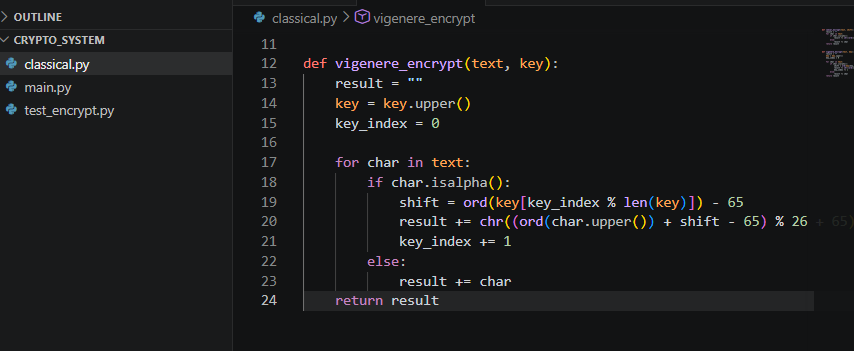 OUTLINE
CRYPTO_SYSTEM
classical.py
main.py
test_encrypt.py
classical.py > vigenere_encrypt
11
12 def vigenere_encrypt(text, key):
13     result = ""
14     key = key.upper()
15     key_index = 0
16
17     for char in text:
18         if char.isalpha():
19             shift = ord(key[key_index % len(key)]) - 65
20             result += chr((ord(char.upper()) + shift - 65) % 26 + 65)
21             key_index += 1
22         else:
23             result += char
24     return result